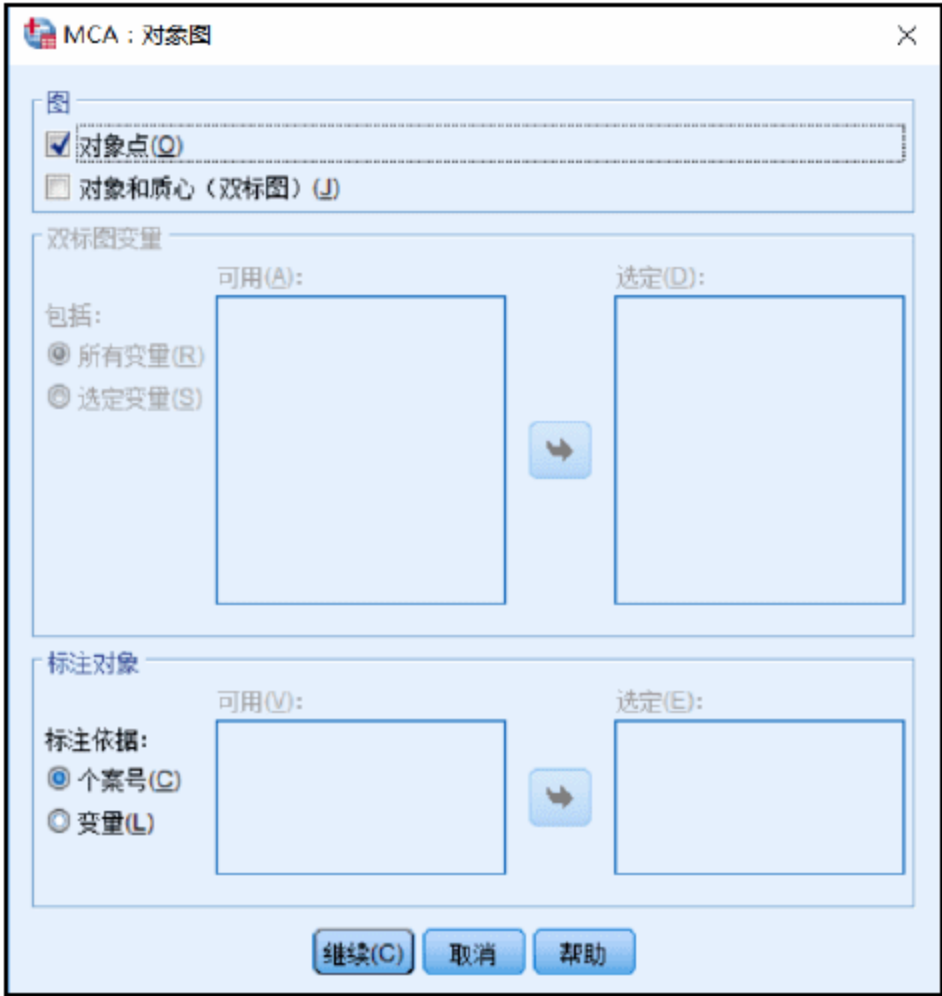 MCA：对象图
图
对象点(O)
对象和质心（双标图）(J)
双标图变量
可用(A):
选定(D):
包括:
所有变量(R)
选定变量(S)
标注对象
可用(V):
选定(E):
标注依据:
个案号(C)
变量(L)
继续(C)
取消
帮助